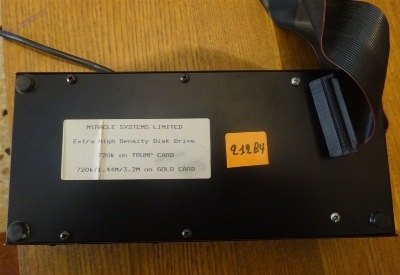 MIRACLE SYSTEMS LIMITED
Extra High Density Disk Drive
720k on TRUMP CARD
720k/1.44M/3.2M on GOLD CARD
212B4